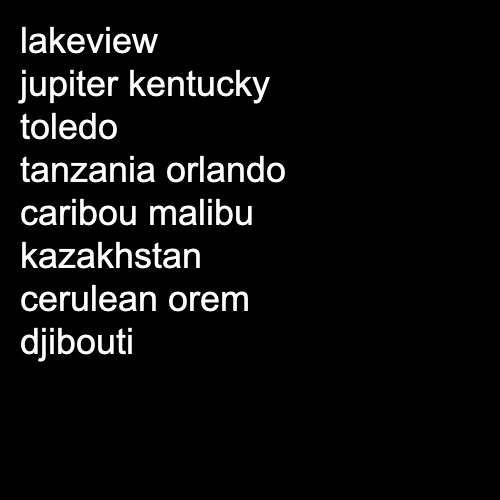 lakeview
jupiter kentucky
toledo
tanzania orlando
caribou malibu
kazakhstan
cerulean orem
djibouti